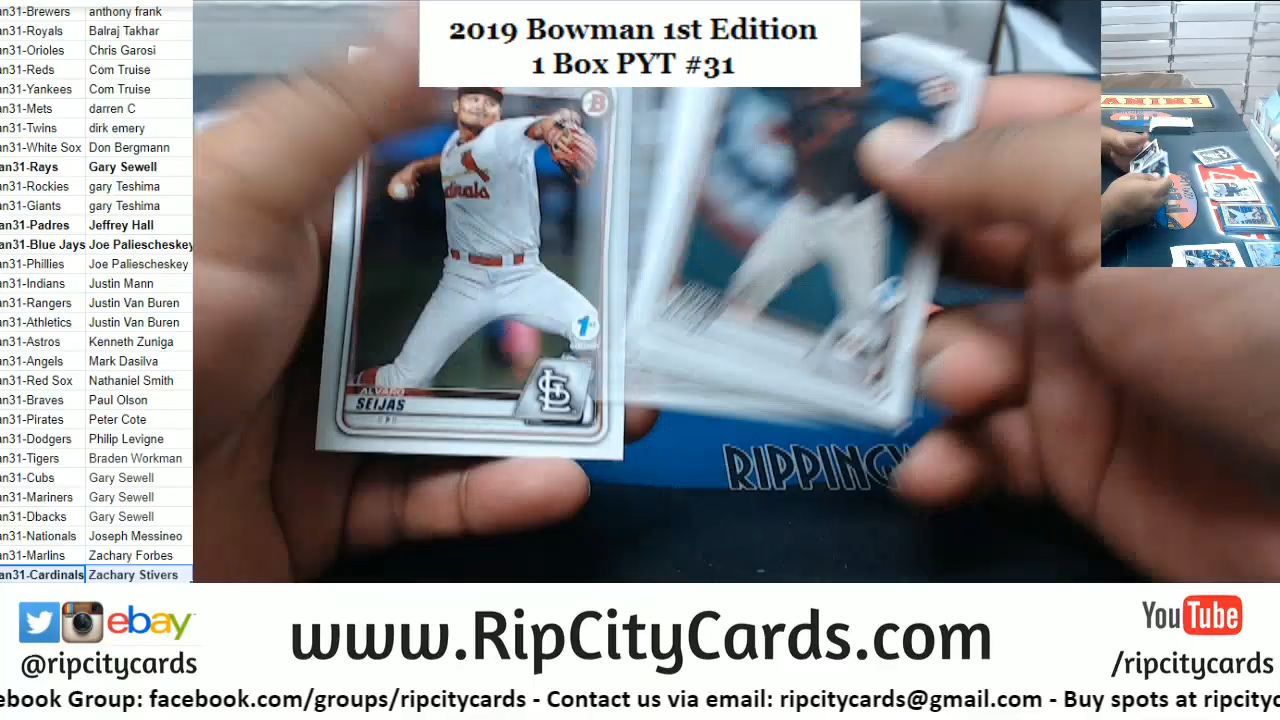 2019 Bowman 1st Edition
1 Box PYT #31
an31-Brewers anthony frank
an31-Royals Balraj Takhar
an31-Orioles Chris Garosi
an31-Reds Com Truise
an31-Yankees Com Truise
an31-Mets darren C
an31-Twins dirk emery
an31-White Sox Don Bergmann
an31-Rays Gary Sewell
an31-Rockies gary Teshima
an31-Giants gary Teshima
an31-Padres Jeffrey Hall
an31-Blue Jays Joe Paliescheskey
an31-Phillies Joe Paliescheskey
an31-Indians Justin Mann
an31-Rangers Justin Van Buren
an31-Athletics Justin Van Buren
an31-Astros Kenneth Zuniga
an31-Angels Mark Dasilva
an31-Red Sox Nathaniel Smith
an31-Braves Paul Olson
an31-Pirates Peter Cote
an31-Dodgers Philip Levigne
an31-Tigers Braden Workman
an31-Cubs Gary Sewell
an31-Mariners Gary Sewell
an31-Dbacks Gary Sewell
an31-Nationals Joseph Messineo
an31-Marlins Zachary Forbes
an31-Cardinals Zachary Stivers
B
Cardinals
1st
ALVARO
SEIJAS
STL
RIPPING
ANIMI
ebay
@ripcitycards
www.RipCityCards.com
YouTube
/ripcitycards
ebook Group: facebook.com/groups/ripcitycards - Contact us via email: ripcitycards@gmail.com - Buy spots at ripcityc